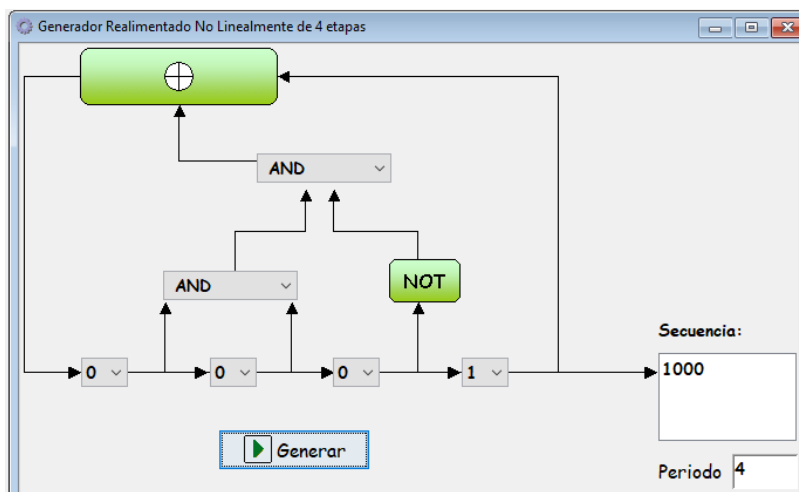 Generador Realimentado No Linealmente de 4 etapas
AND
AND
NOT
0
0
0
1
Secuencia:
1000
Generar
Periodo 4